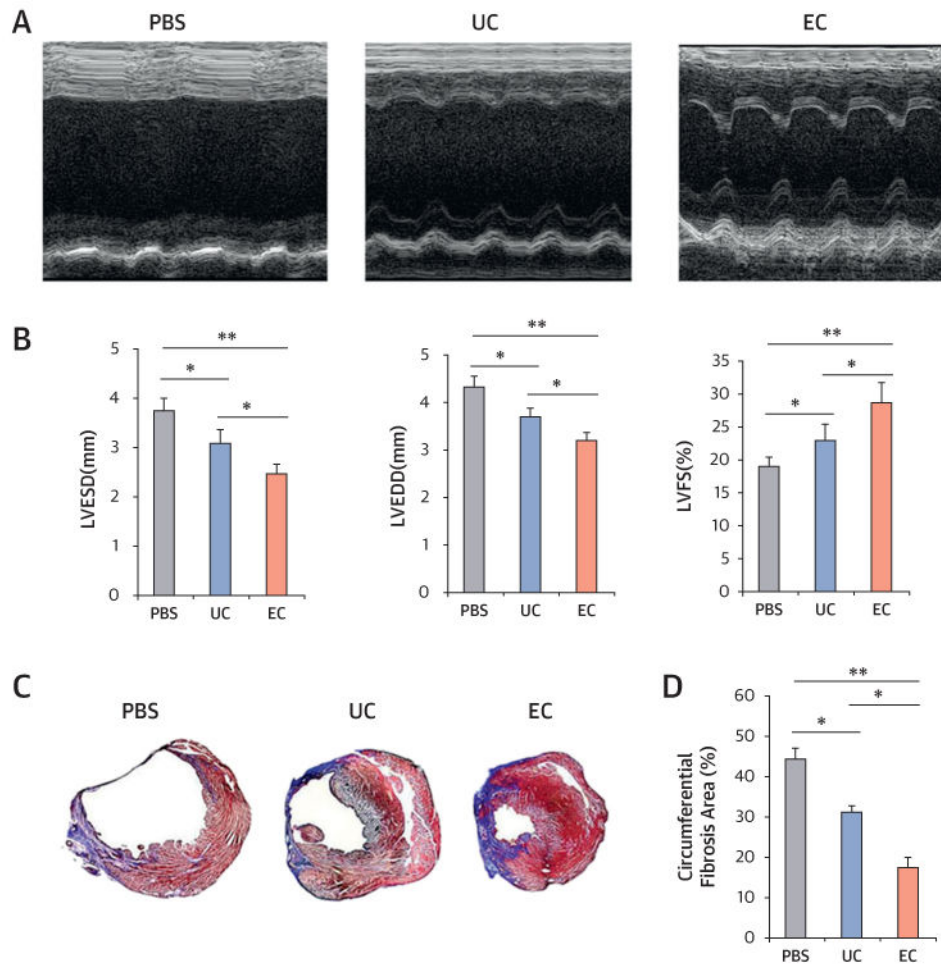 A
PBS
UC
EC
B
LVESD(mm)
5
4
3
2
1
0
**
*
*
PBS
UC
EC
LVEDD(mm)
5
4
3
2
1
0
**
*
*
PBS
UC
EC
LVFS(%)
35
30
25
20
15
10
5
0
**
*
*
PBS
UC
EC
C
PBS
UC
EC
D
Circumferential
Fibrosis Area (%)
60
50
40
30
20
10
0
**
*
*
PBS
UC
EC